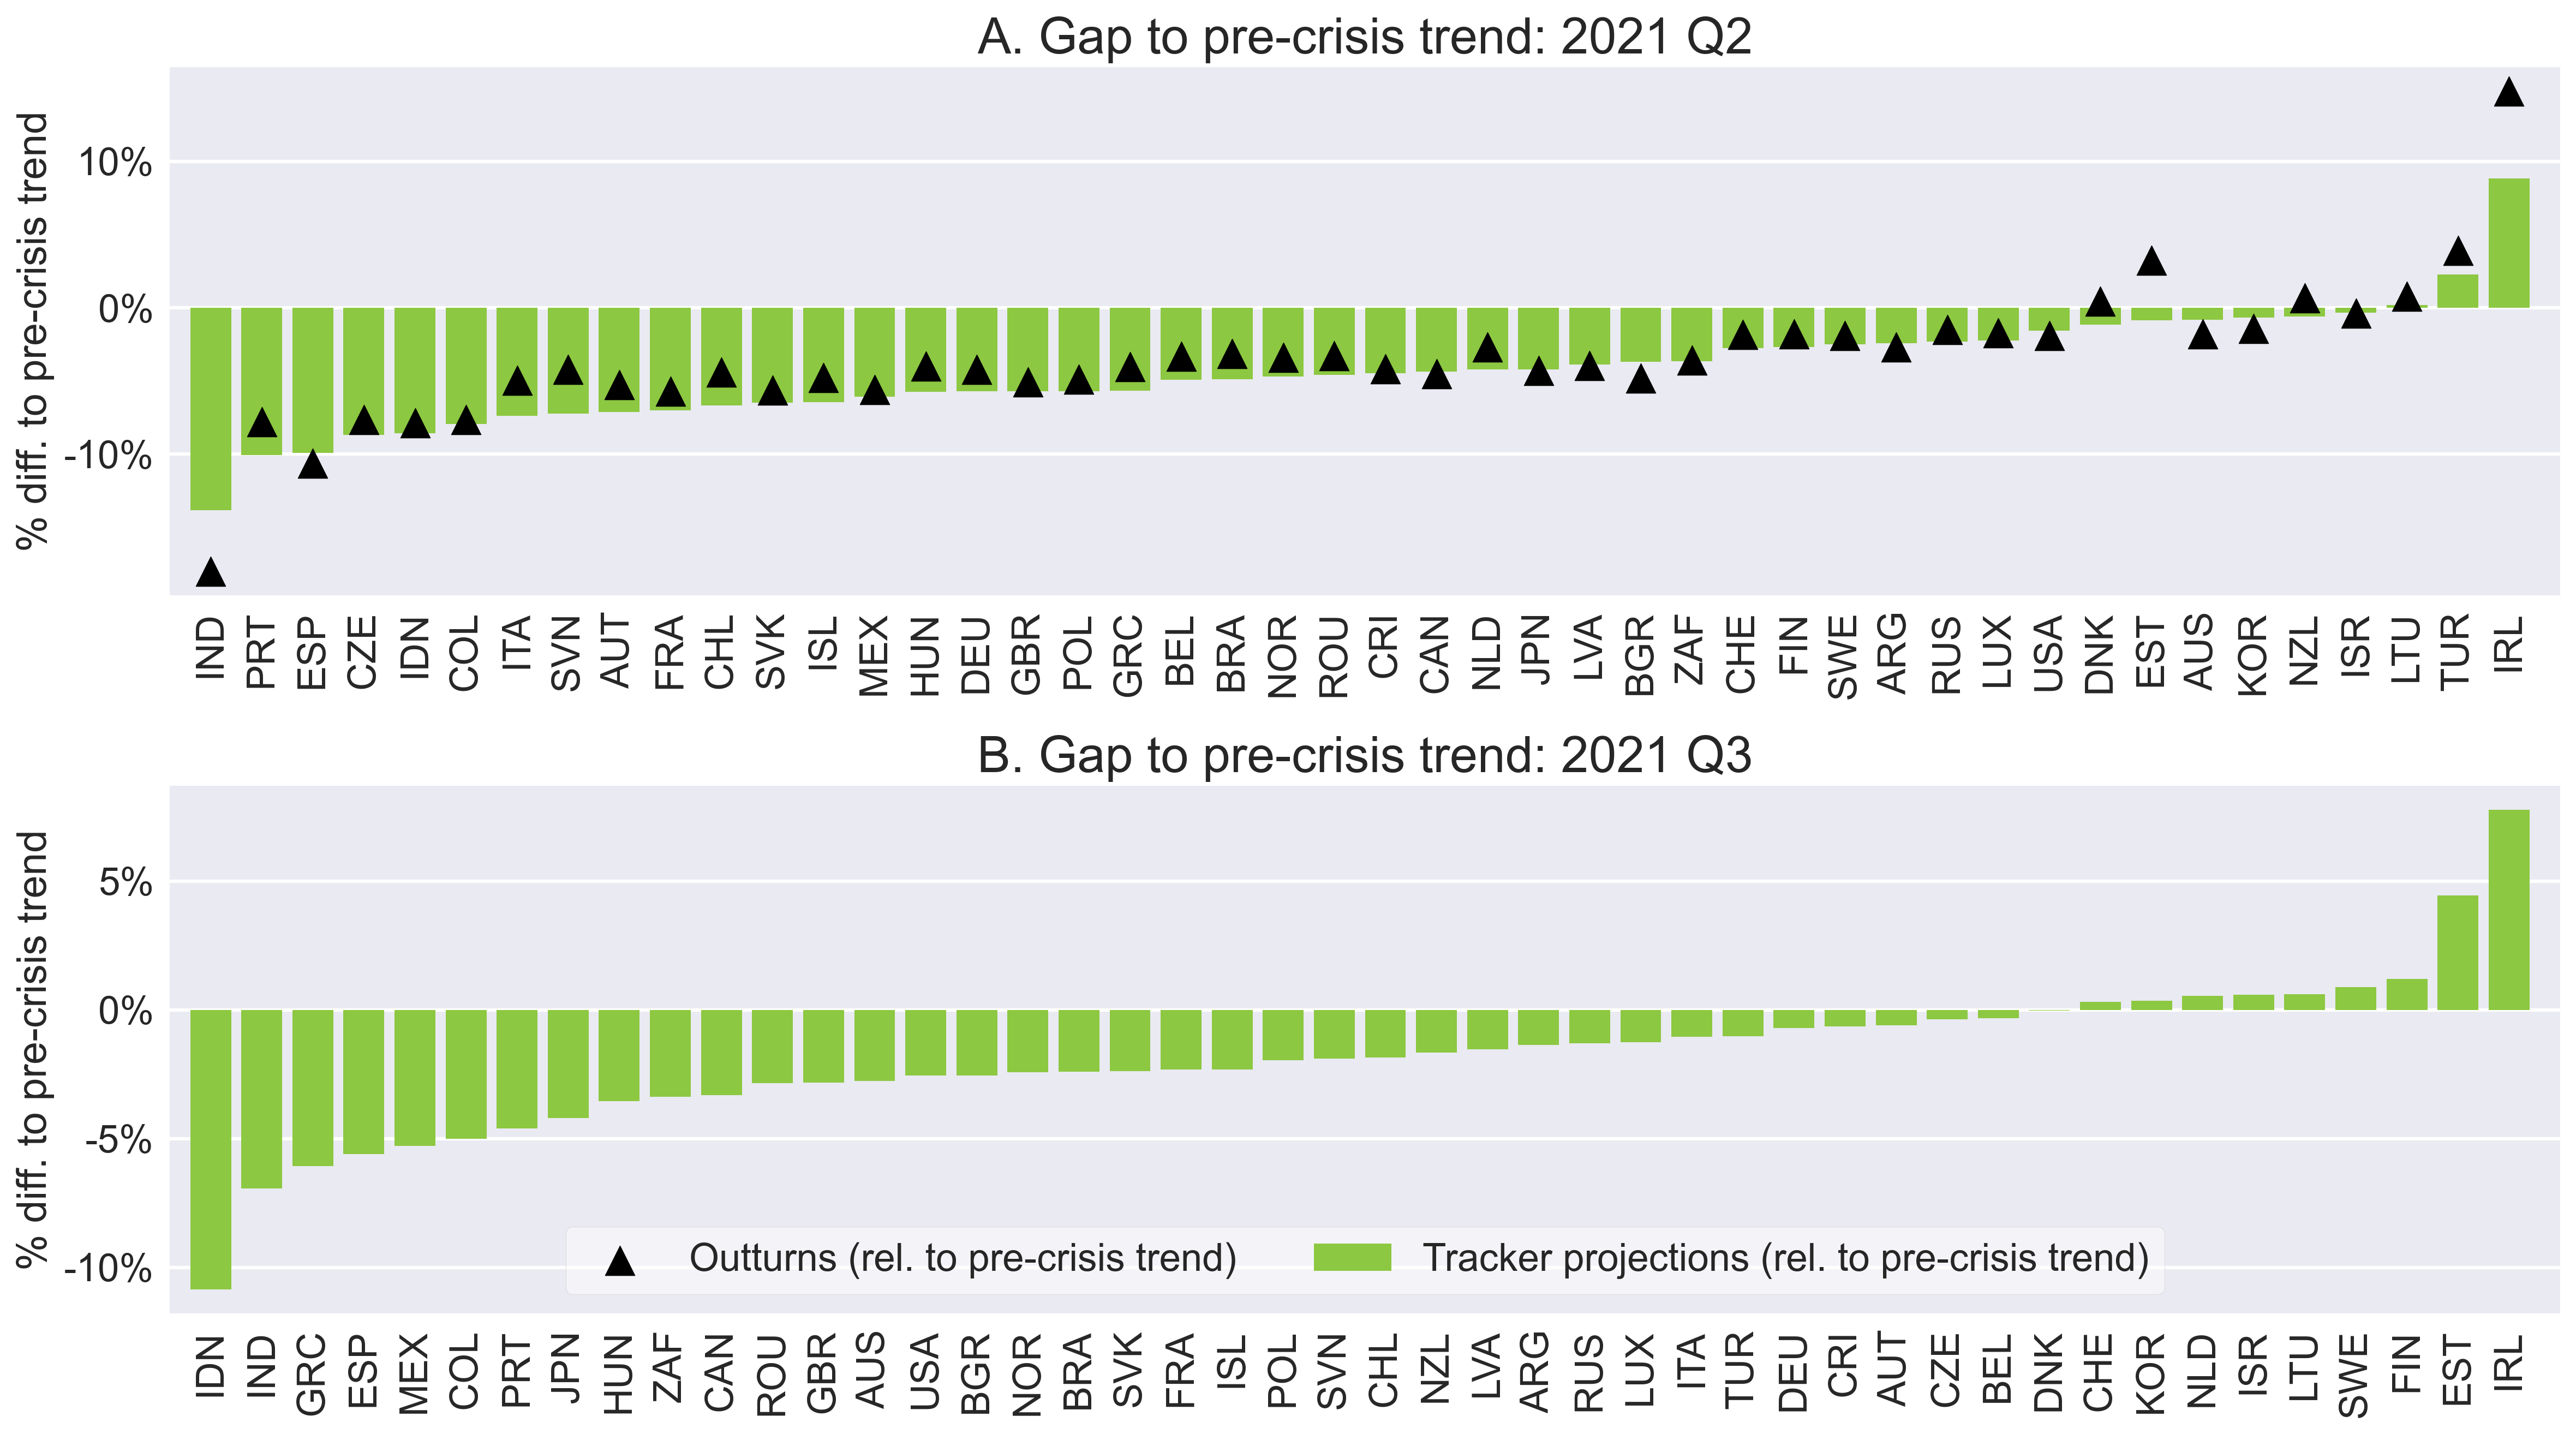 A. Gap to pre-crisis trend: 2021 Q2
% diff. to pre-crisis trend
10%
0%
-10%
IND PRT ESP CZE IDN COL ITA SVN AUT FRA CHL SVK ISL MEX HUN DEU GBR POL GRC BEL BRA NOR ROU CRI CAN NLD JPN LVA BGR ZAF CHE FIN SWE ARG RUS LUX USA DNK EST AUS KOR NZL ISR LTU TUR IRL
B. Gap to pre-crisis trend: 2021 Q3
% diff. to pre-crisis trend
5%
0%
-5%
-10%
Outturns (rel. to pre-crisis trend) Tracker projections (rel. to pre-crisis trend)
IDN IND GRC ESP MEX COL PRT JPN HUN ZAF CAN ROU GBR AUS USA BGR NOR BRA SVK FRA ISL POL SVN CHL NZL LVA ARG RUS LUX ITA TUR DEU CRI AUT CZE BEL DNK CHE KOR NLD ISR LTU SWE FIN EST IRL